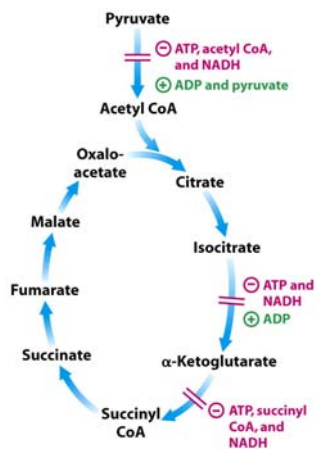 Pyruvate
⊖ ATP, acetyl CoA,
and NADH
⊕ ADP and pyruvate
Acetyl CoA
Oxalo-
acetate
Citrate
Malate
Isocitrate
⊖ ATP and
NADH
⊕ ADP
Fumarate
α-Ketoglutarate
Succinate
⊖ ATP, succinyl
CoA, and
NADH
Succinyl
CoA